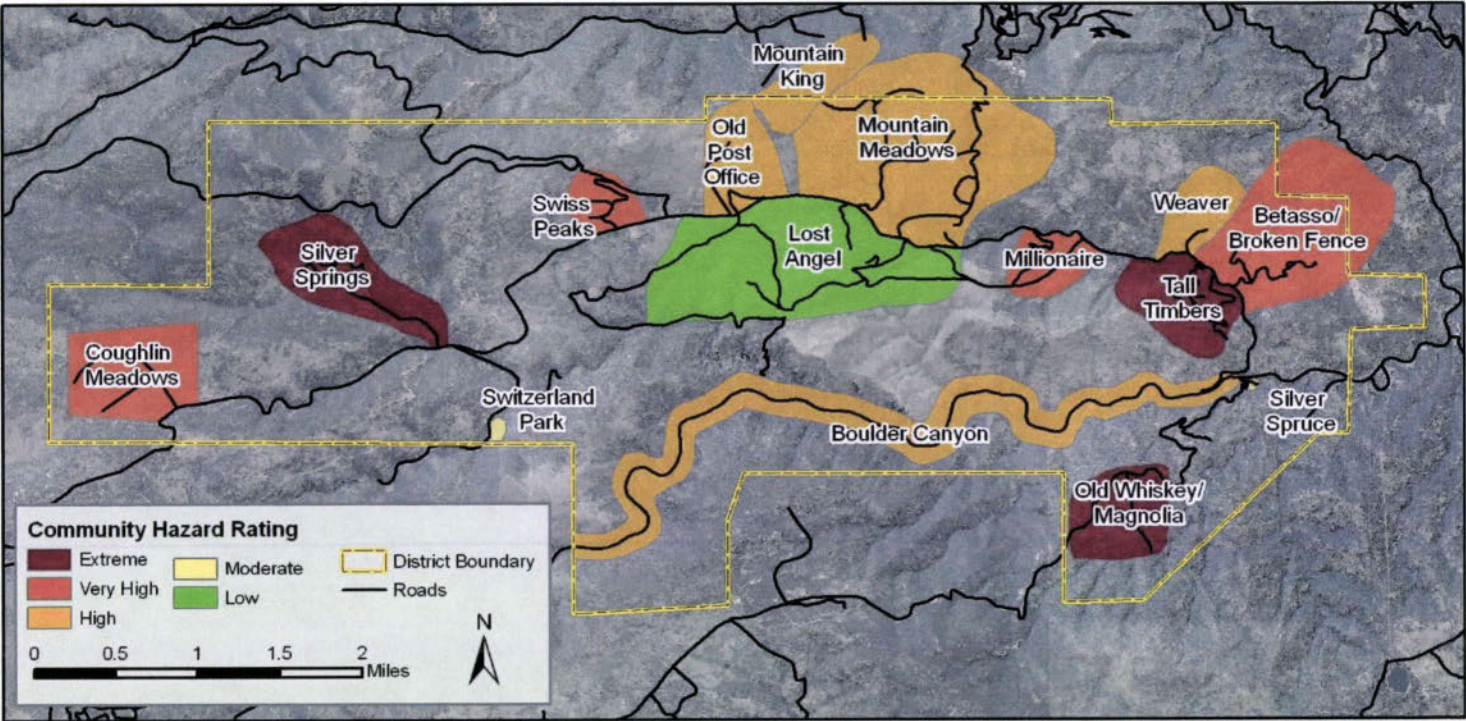 Mountain
King
Old
Post
Office
Mountain
Meadows
Swiss
Peaks
Weaver
Betasso/
Broken Fence
Silver
Springs
Lost
Angel
Millionaire
Tall
Timbers
Coughlin
Meadows
Switzerland
Park
Boulder Canyon
Silver
Spruce
Old Whiskey/
Magnolia
Community Hazard Rating
Extreme
Very High
High
Moderate
Low
District Boundary
Roads
N
0 0.5 1 1.5 2
Miles